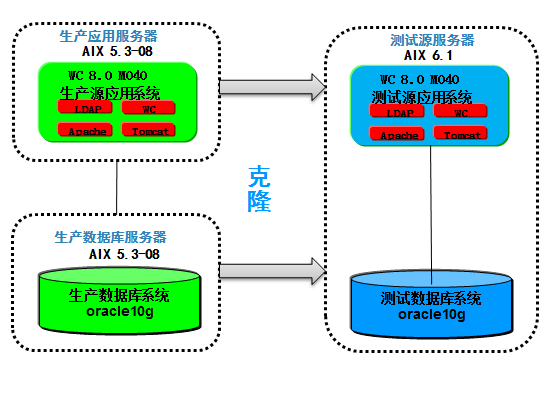 生产应用服务器
AIX 5.3-08
WC 8.0 M040
生产源应用系统
LDAP
WC
Apache
Tomcat
测试源服务器
AIX 6.1
WC 8.0 M040
测试源应用系统
LDAP
WC
Apache
Tomcat
克
隆
生产数据库服务器
AIX 5.3-08
生产数据库系统
oracle10g
测试数据库系统
oracle10g